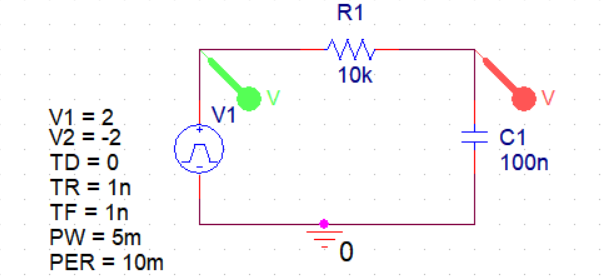 R1
10k
V
V
V1
V1 = 2
V2 = -2
TD = 0
TR = 1n
TF = 1n
PW = 5m
PER = 10m
C1
100n
0